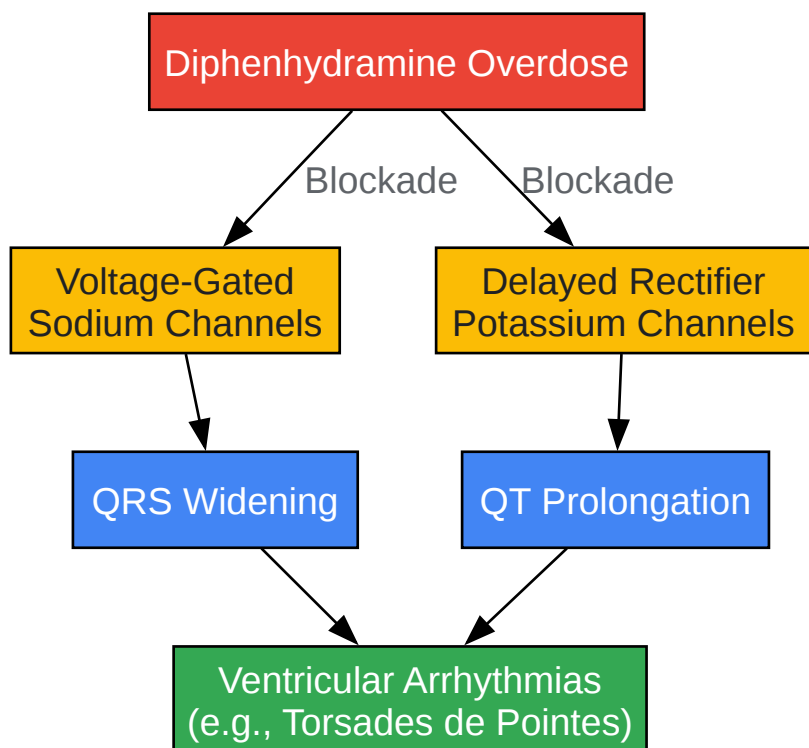 Diphenhydramine Overdose
Blockade
Blockade
Voltage-Gated
Sodium Channels
Delayed Rectifier
Potassium Channels
QRS Widening
QT Prolongation
Ventricular Arrhythmias
(e.g., Torsades de Pointes)